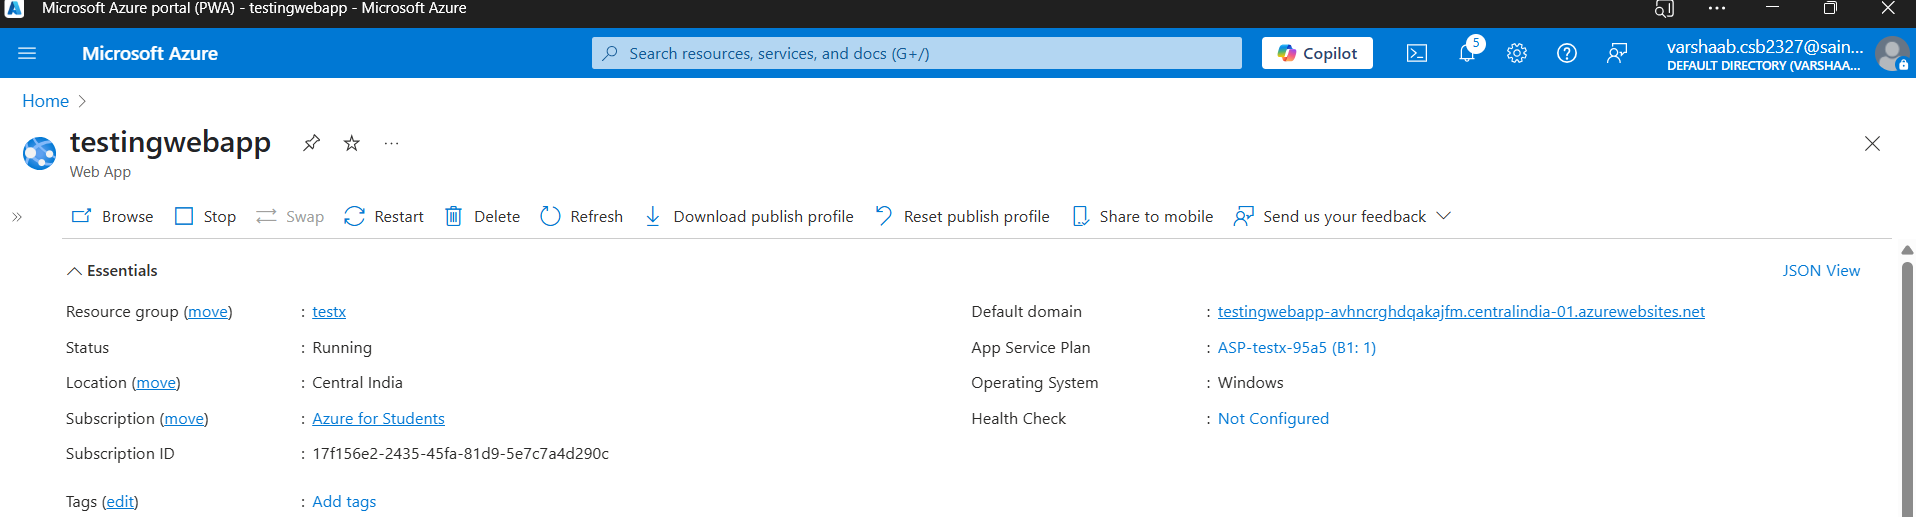 Microsoft Azure portal (PWA) - testingwebapp - Microsoft Azure
Microsoft Azure
Search resources, services, and docs (G+/)
Copilot
5
varshaab.csb2327@sain...
DEFAULT DIRECTORY (VARSHAA...
Home
testingwebapp
Web App
Browse Stop Swap Restart Delete Refresh Download publish profile Reset publish profile Share to mobile Send us your feedback
Essentials
JSON View
Resource group (move) : testx
Status : Running
Location (move) : Central India
Subscription (move) : Azure for Students
Subscription ID : 17f156e2-2435-45fa-81d9-5e7c7a4d290c
Default domain : testingwebapp-avhncrghdqakajfm.centralindia-01.azurewebsites.net
App Service Plan : ASP-testx-95a5 (B1: 1)
Operating System : Windows
Health Check : Not Configured
Tags (edit) : Add tags